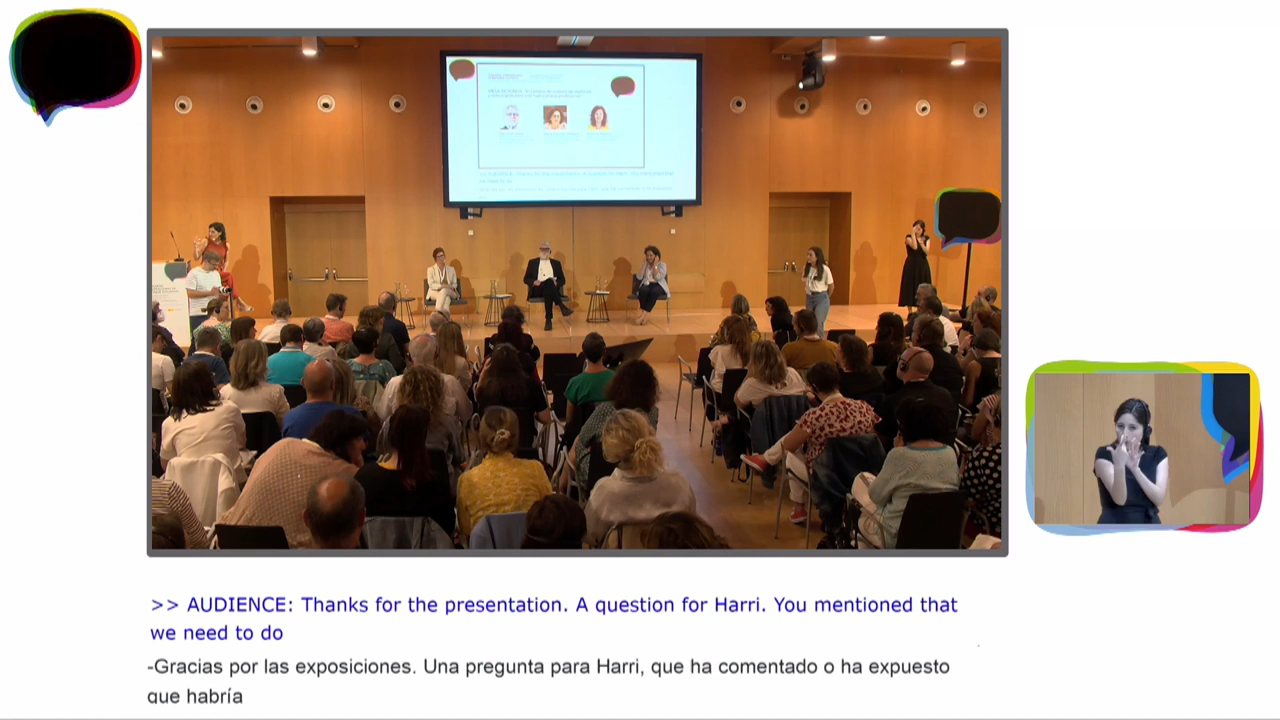 >> AUDIENCE: Thanks for the presentation. A question for Harri. You mentioned that
we need to do
-Gracias por las exposiciones. Una pregunta para Harri, que ha comentado o ha expuesto
que habría